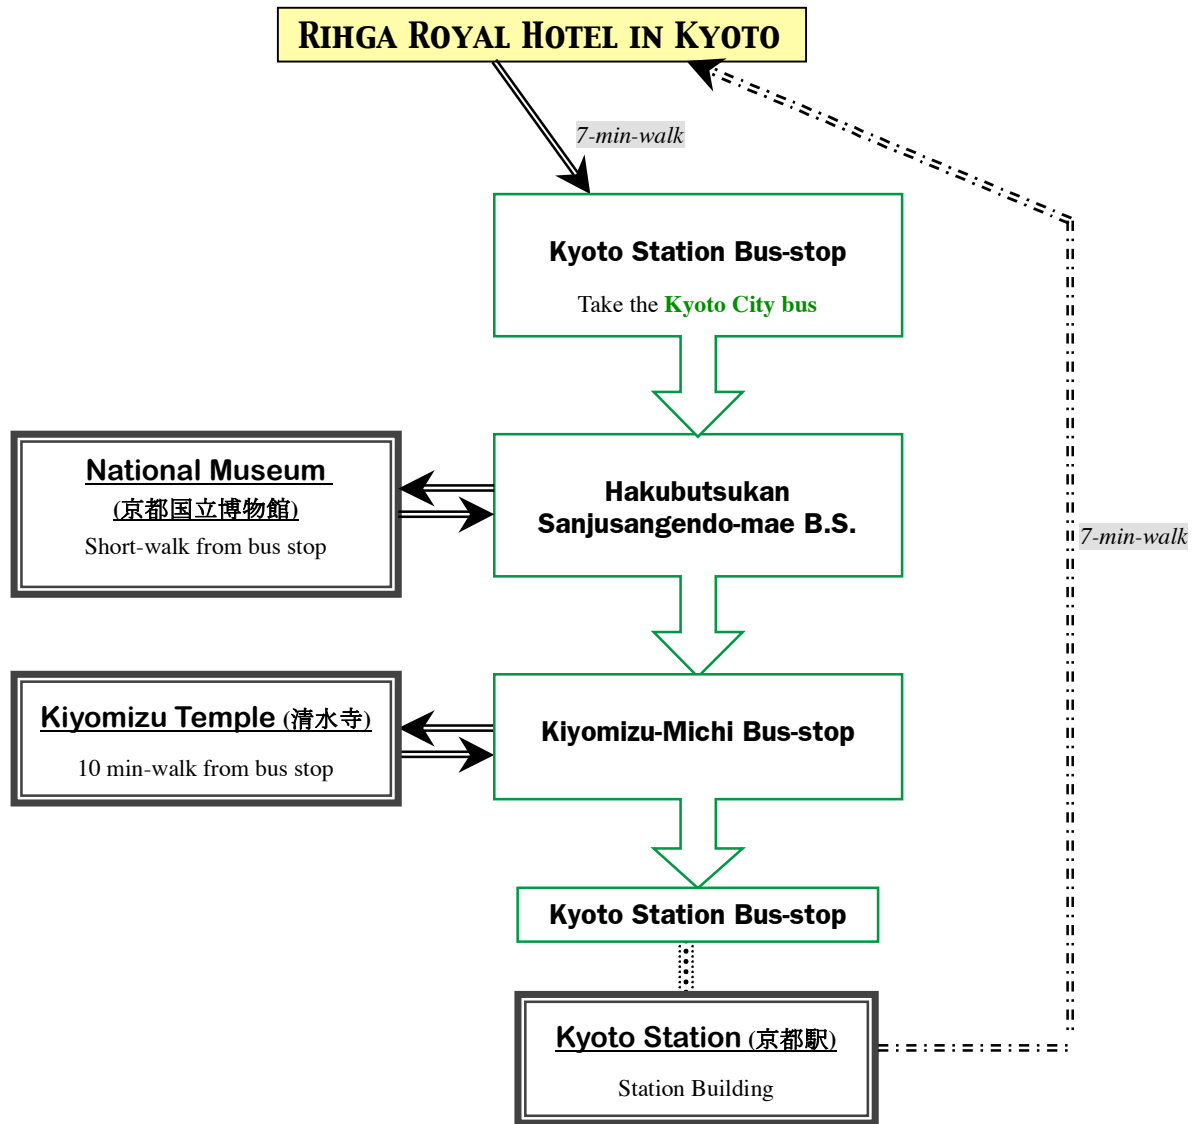 RIHGA ROYAL HOTEL IN KYOTO
7-min-walk
Kyoto Station Bus-stop
Take the Kyoto City bus
National Museum
(京都国立博物館)
Short-walk from bus stop
Hakubutsukan
Sanjusangendo-mae B.S.
7-min-walk
Kiyomizu Temple (清水寺)
10 min-walk from bus stop
Kiyomizu-Michi Bus-stop
Kyoto Station Bus-stop
Kyoto Station (京都駅)
Station Building